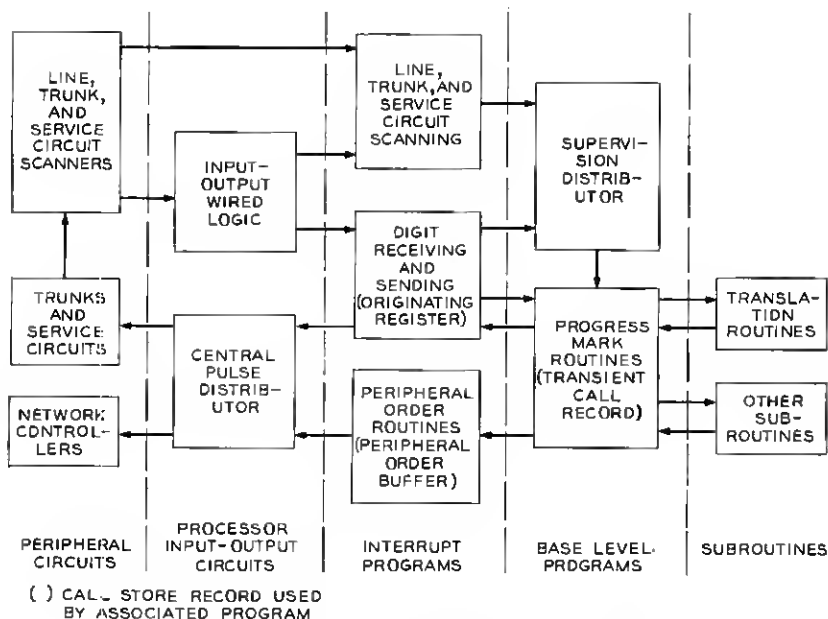 LINE,
TRUNK,
AND
SERVICE
CIRCUIT
SCANNERS
INPUT-
OUTPUT
WIRED
LOGIC
LINE,
TRUNK, AND
SERVICE
CIRCUIT
SCANNING
SUPERVI-
SION
DISTRIB-
UTOR
TRUNKS
AND
SERVICE
CIRCUITS
CENTRAL
PULSE
DISTRIB-
UTOR
DIGIT
RECEIVING
AND
SENDING
(ORIGINATING
REGISTER)
PROGRESS
MARK
ROUTINES
(TRANSIENT
CALL
RECORD)
TRANSLA-
TION
ROUTINES
NETWORK
CONTROL-
LERS
PERIPHERAL
ORDER
ROUTINES
(PERIPHERAL
ORDER
BUFFER)
OTHER
SUB-
ROUTINES
PERIPHERAL
CIRCUITS
PROCESSOR
INPUT-OUTPUT
CIRCUITS
INTERRUPT
PROGRAMS
BASE LEVEL
PROGRAMS
SUBROUTINES
( ) CALL STORE RECORD USED
BY ASSOCIATED PROGRAM